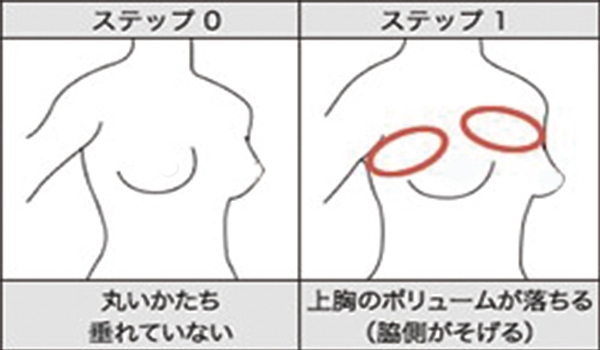 ステップ 0
ステップ 1
丸いかたち
垂れていない
上胸のボリュームが落ちる
（脇側がそげる）